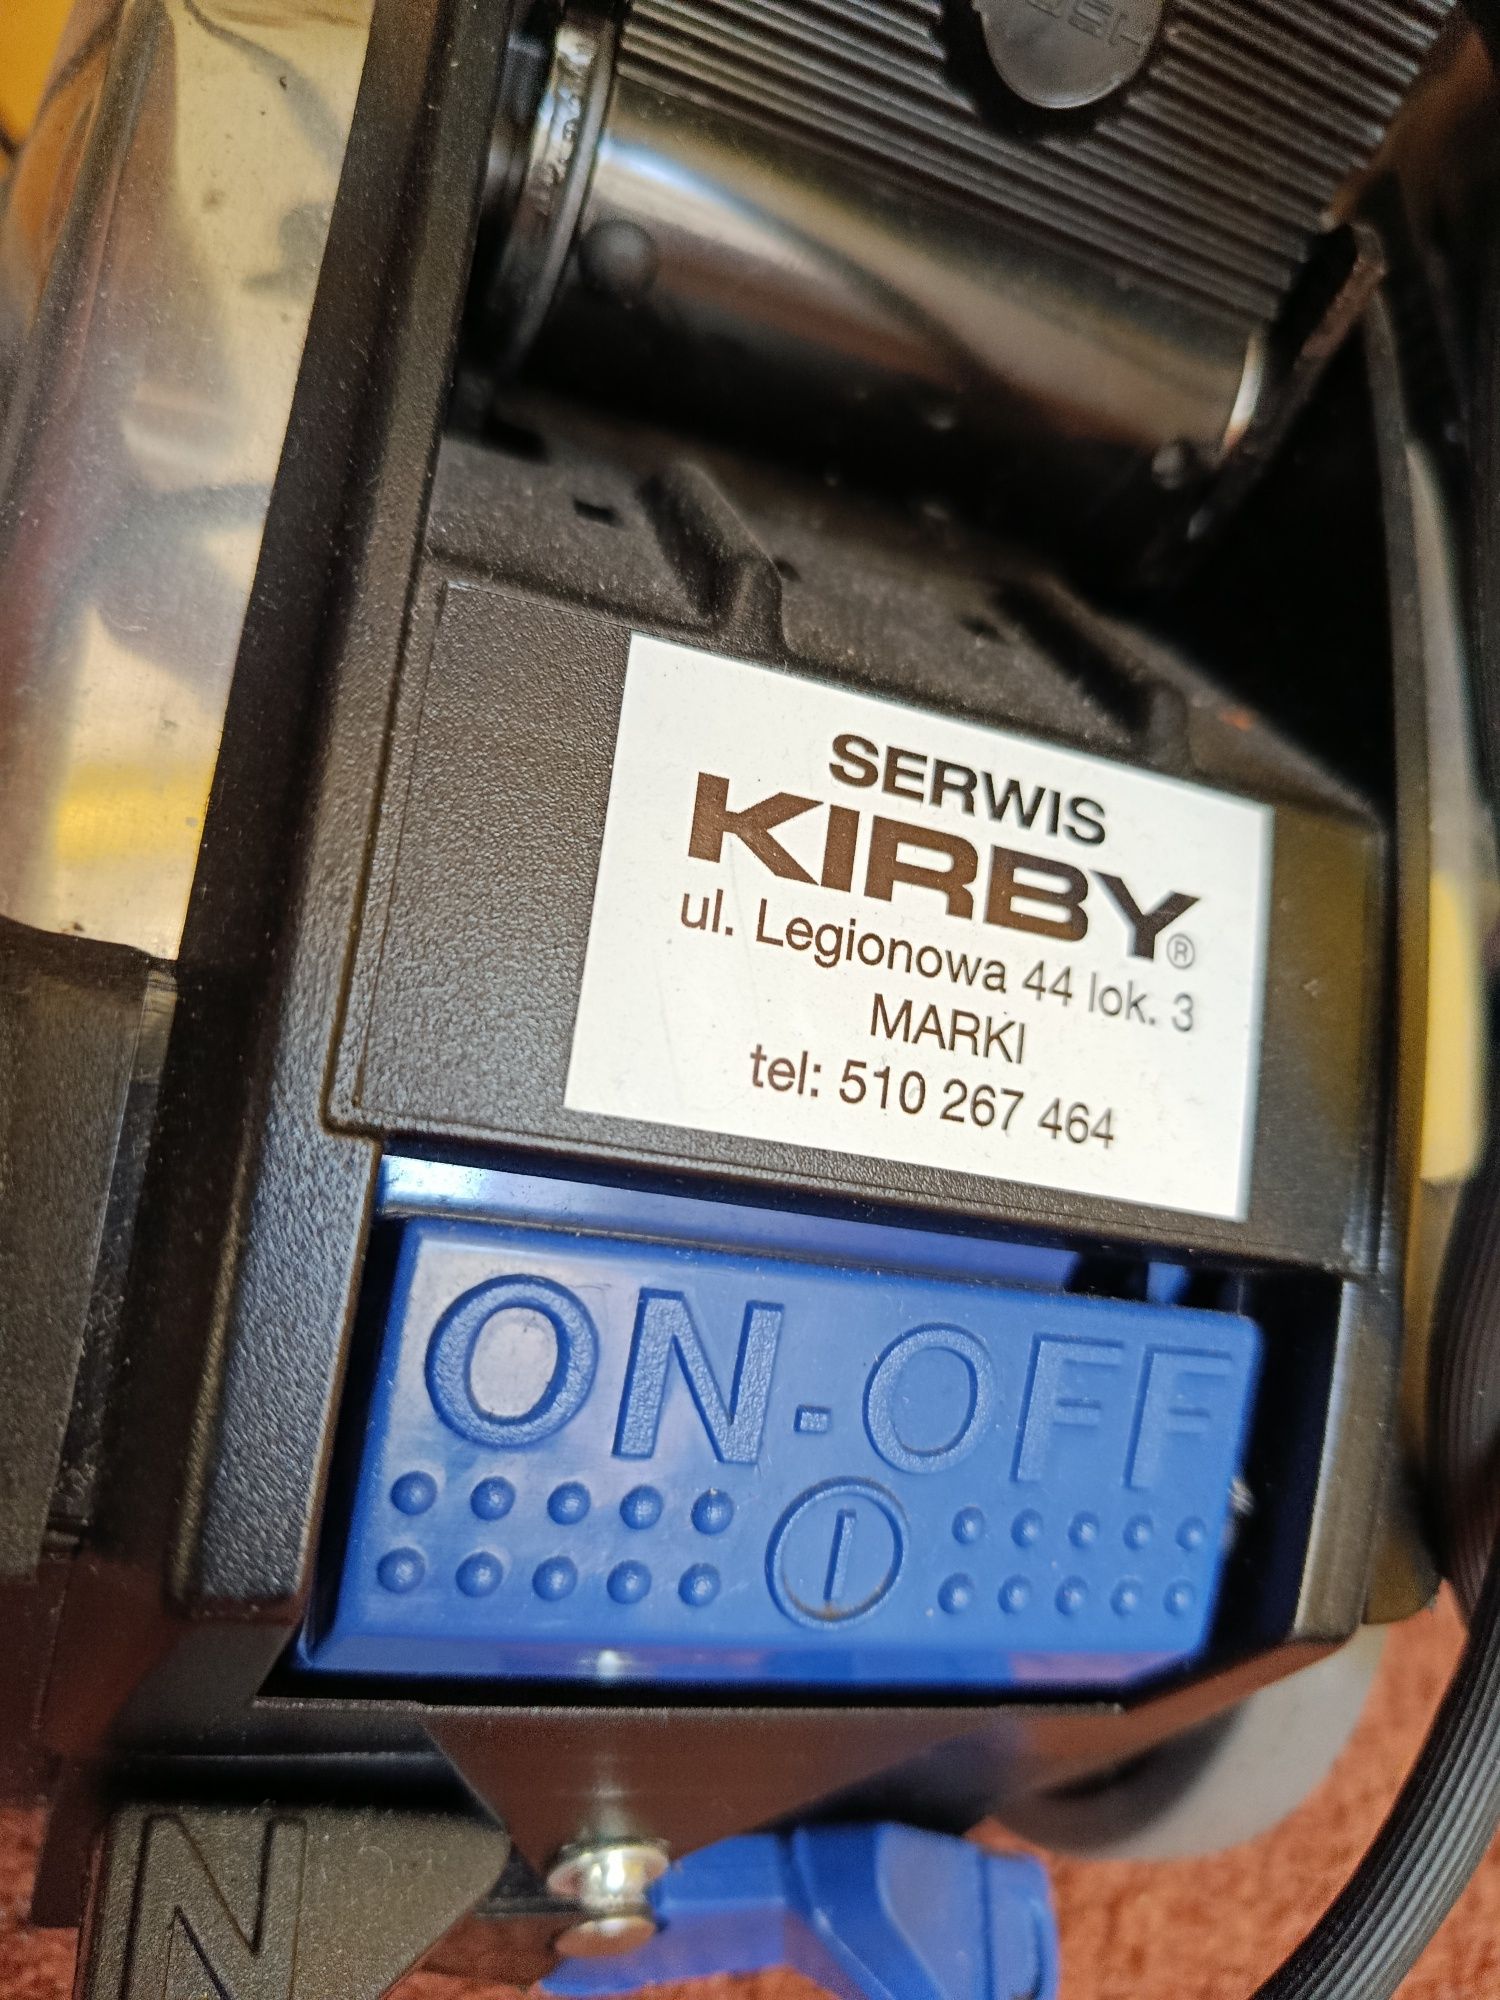 SERWIS
KIRBY®
ul. Legionowa 44 lok. 3
MARKI
tel: 510 267 464
ON-OFF
N